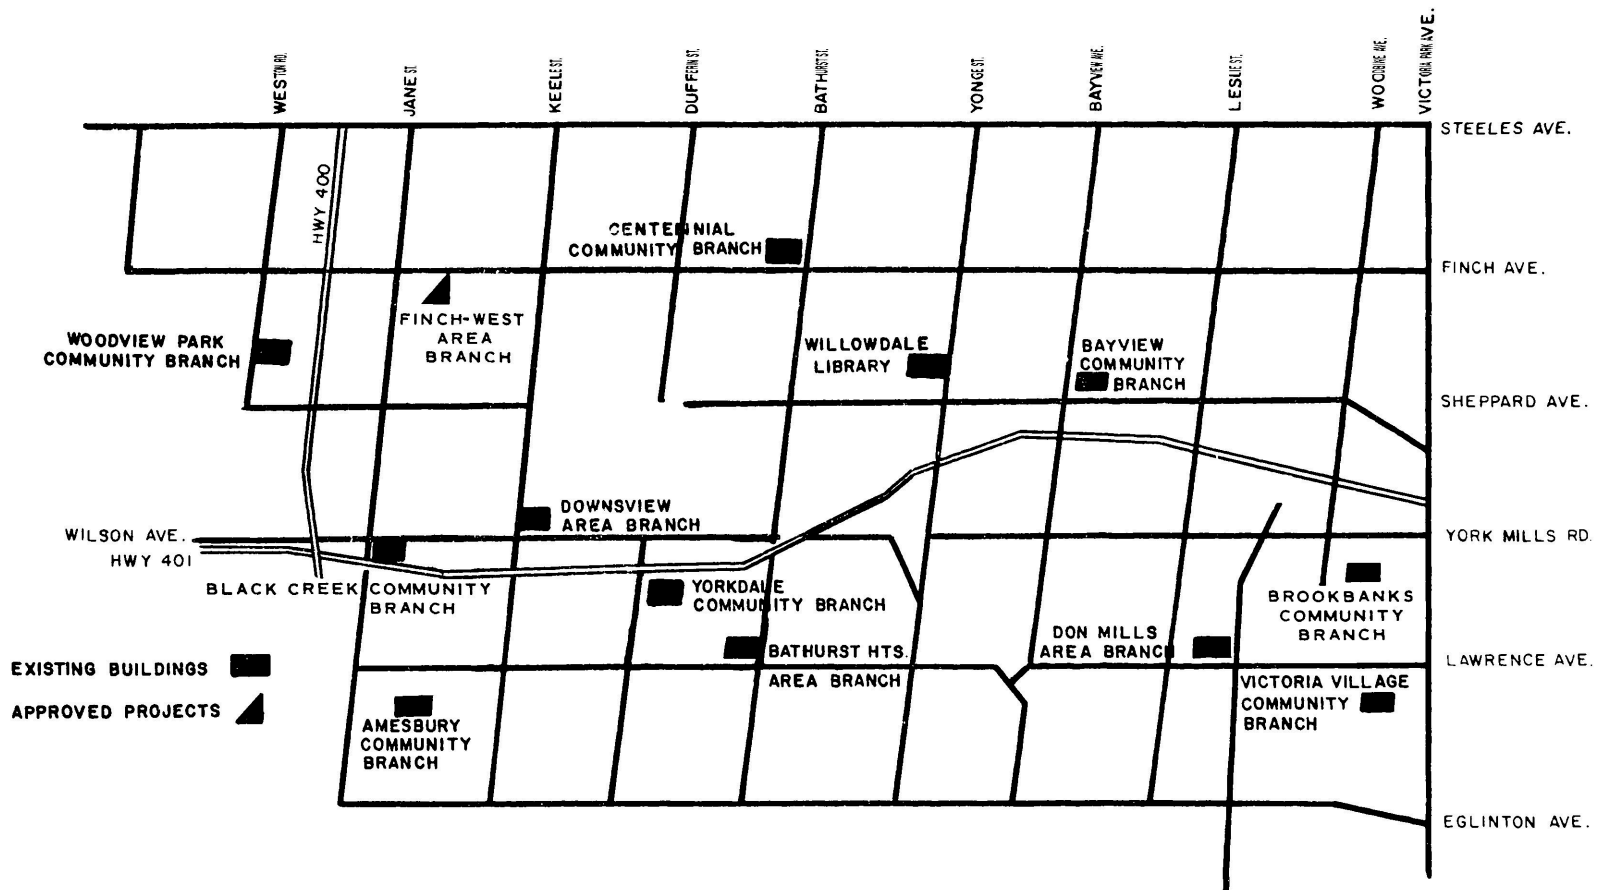 WESTON RD.
JANE ST.
KEELE ST.
DUFFERIN ST.
BATHURST ST.
YONGE ST.
BAYVIEW AVE.
LESLIE ST.
WOODBINE AVE.
VICTORIA PARK AVE.
STEELES AVE.
HWY 400
CENTENNIAL
COMMUNITY BRANCH
FINCH AVE.
FINCH-WEST
AREA
BRANCH
WOODVIEW PARK
COMMUNITY BRANCH
WILLOWDALE
LIBRARY
BAYVIEW
COMMUNITY
BRANCH
SHEPPARD AVE.
DOWNSVIEW
AREA BRANCH
WILSON AVE.
HWY 401
YORK MILLS RD.
BLACK CREEK COMMUNITY
BRANCH
YORKDALE
COMMUNITY BRANCH
BROOKBANKS
COMMUNITY
BRANCH
BATHURST HTS.
AREA BRANCH
DON MILLS
AREA BRANCH
LAWRENCE AVE.
EXISTING BUILDINGS
APPROVED PROJECTS
VICTORIA VILLAGE
COMMUNITY
BRANCH
AMESBURY
COMMUNITY
BRANCH
EGLINTON AVE.